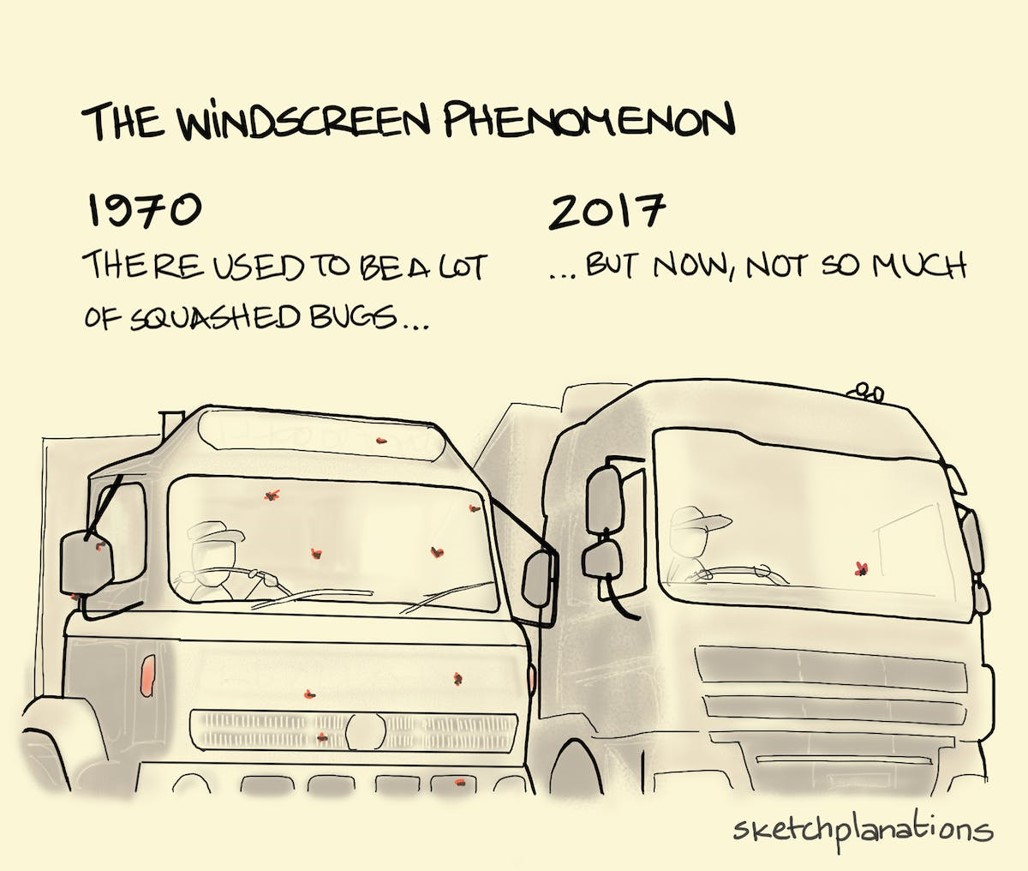 THE WINDSCREEN PHENOMENON
1970
THERE USED TO BE A LOT
OF SQUASHED BUGS...
2017
...BUT NOW, NOT SO MUCH
sketchplanations